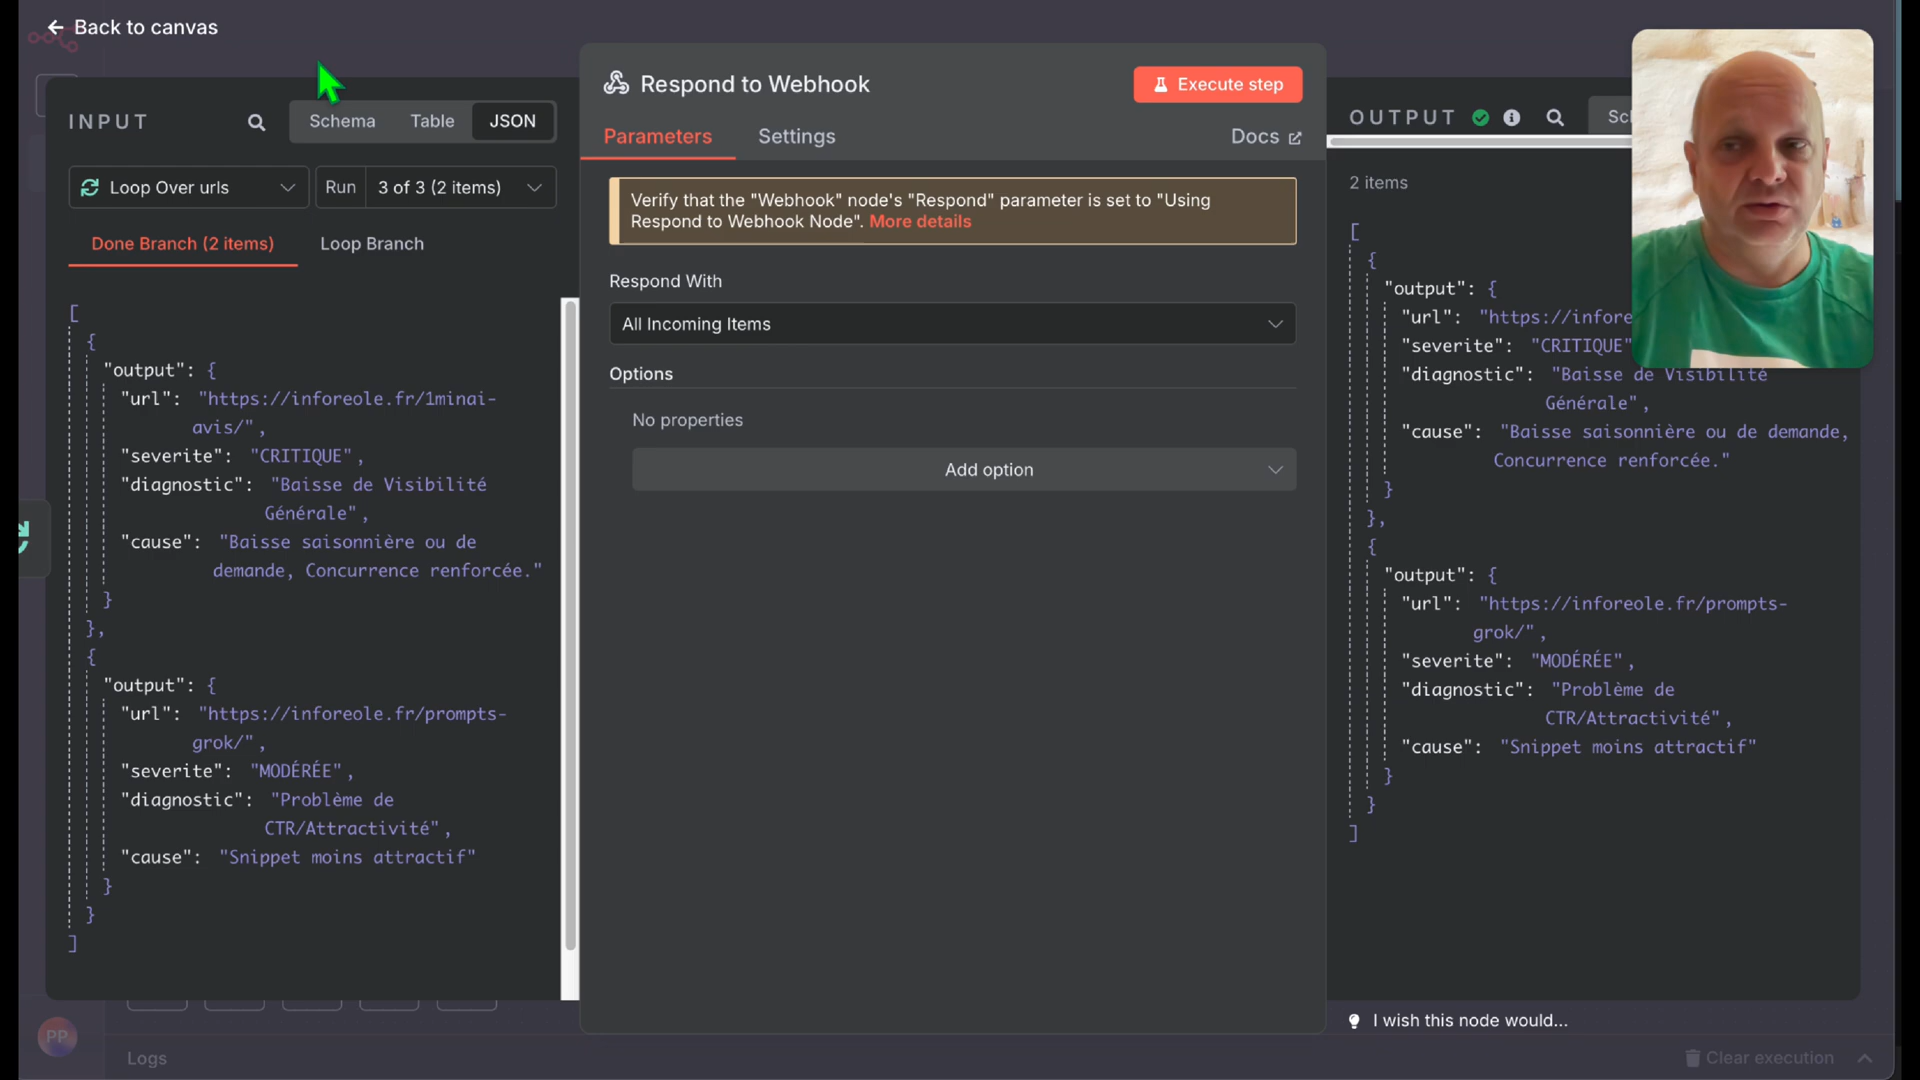 Back to canvas
INPUT
Schema
Table
JSON
Loop Over urls
Run
3 of 3 (2 items)
Done Branch (2 items)
Loop Branch
[
{
"output": {
"url": "https://inforeole.fr/1minai-
avis/",
"severite": "CRITIQUE",
"diagnostic": "Baisse de Visibilité
Générale",
"cause": "Baisse saisonnière ou de
demande, Concurrence renforcée."
}
},
{
"output": {
"url": "https://inforeole.fr/prompts-
grok/",
"severite": "MODÉRÉE",
"diagnostic": "Problème de
CTR/Attractivité",
"cause": "Snippet moins attractif"
}
}
]
Respond to Webhook
Execute step
Parameters
Settings
Docs
Verify that the "Webhook" node's "Respond" parameter is set to "Using
Respond to Webhook Node". More details
Respond With
All Incoming Items
Options
No properties
Add option
OUTPUT
2 items
[
{
"output": {
"url": "https://infore
"severite": "CRITIQUE"
"diagnostic": "Baisse de Visibilité
Générale",
"cause": "Baisse saisonnière ou de demande,
Concurrence renforcée."
}
},
{
"output": {
"url": "https://inforeole.fr/prompts-
grok/",
"severite": "MODÉRÉE",
"diagnostic": "Problème de
CTR/Attractivité",
"cause": "Snippet moins attractif"
}
}
]
I wish this node would...
PP
Logs
Clear execution